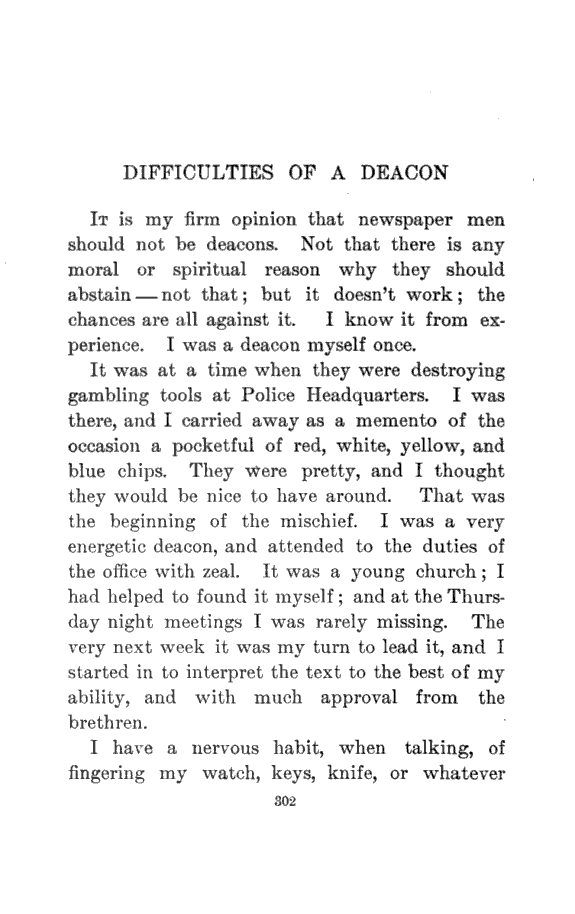 DIFFICULTIES OF A DEACON
IT is my firm opinion that newspaper men
should not be deacons. Not that there is any
moral or spiritual reason why they should
abstain — not that; but it doesn't work; the
chances are all against it. I know it from ex-
perience. I was a deacon myself once.
It was at a time when they were destroying
gambling tools at Police Headquarters. I was
there, and I carried away as a memento of the
occasion a pocketful of red, white, yellow, and
blue chips. They were pretty, and I thought
they would be nice to have around. That was
the beginning of the mischief. I was a very
energetic deacon, and attended to the duties of
the office with zeal. It was a young church; I
had helped to found it myself; and at the Thurs-
day night meetings I was rarely missing. The
very next week it was my turn to lead it, and I
started in to interpret the text to the best of my
ability, and with much approval from the
brethren.
I have a nervous habit, when talking, of
fingering my watch, keys, knife, or whatever
302